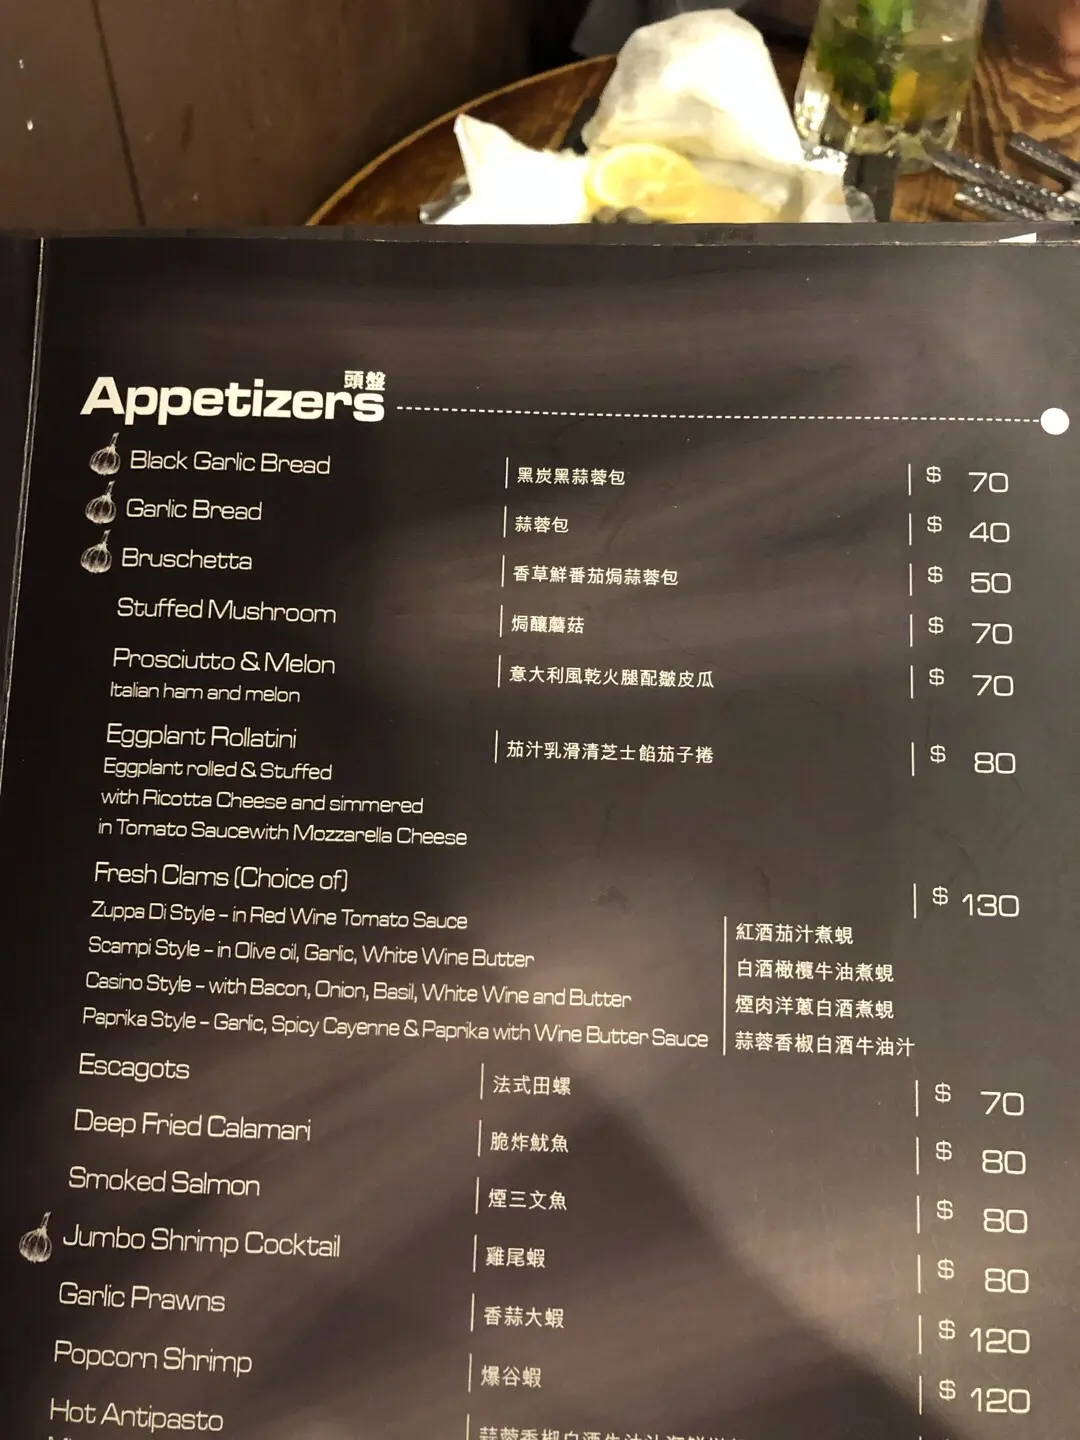 頭盤
Appetizers
Black Garlic Bread 黑炭黑蒜蓉包 $ 70
Garlic Bread 蒜蓉包 $ 40
Bruschetta 香草鮮番茄焗蒜蓉包 $ 50
Stuffed Mushroom 焗釀蘑菇 $ 70
Prosciutto & Melon 意大利風乾火腿配皺皮瓜 $ 70
Italian ham and melon
Eggplant Rollatini 茄汁乳滑清芝士餡茄子捲 $ 80
Eggplant rolled & Stuffed
with Ricotta Cheese and simmered
in Tomato Saucewith Mozzarella Cheese
Fresh Clams (Choice of) $ 130
Zuppa Di Style - in Red Wine Tomato Sauce 紅酒茄汁煮蜆
Scampi Style - in Olive oil, Garlic, White Wine Butter 白酒橄欖牛油煮蜆
Casino Style - with Bacon, Onion, Basil, White Wine and Butter 煙肉洋蔥白酒煮蜆
Paprika Style - Garlic, Spicy Cayenne & Paprika with Wine Butter Sauce 蒜蓉香椒白酒牛油汁
Escagots 法式田螺 $ 70
Deep Fried Calamari 脆炸魷魚 $ 80
Smoked Salmon 煙三文魚 $ 80
Jumbo Shrimp Cocktail 雞尾蝦 $ 80
Garlic Prawns 香蒜大蝦 $ 120
Popcorn Shrimp 爆谷蝦 $ 120
Hot Antipasto 蒜蓉香椒白酒牛油汁